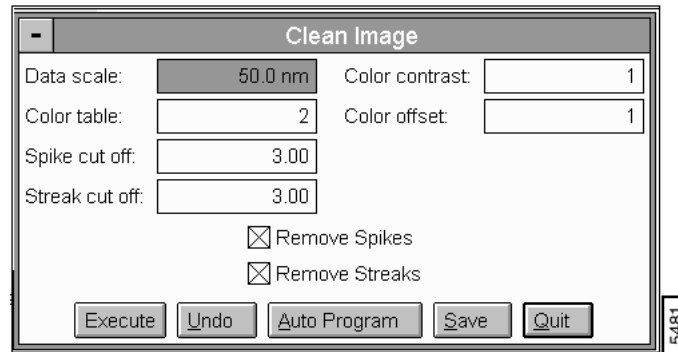 Clean Image
Data scale: 50.0 nm Color contrast: 1
Color table: 2 Color offset: 1
Spike cut off: 3.00
Streak cut off: 3.00
Remove Spikes
Remove Streaks
Execute Undo Auto Program Save Quit
5481